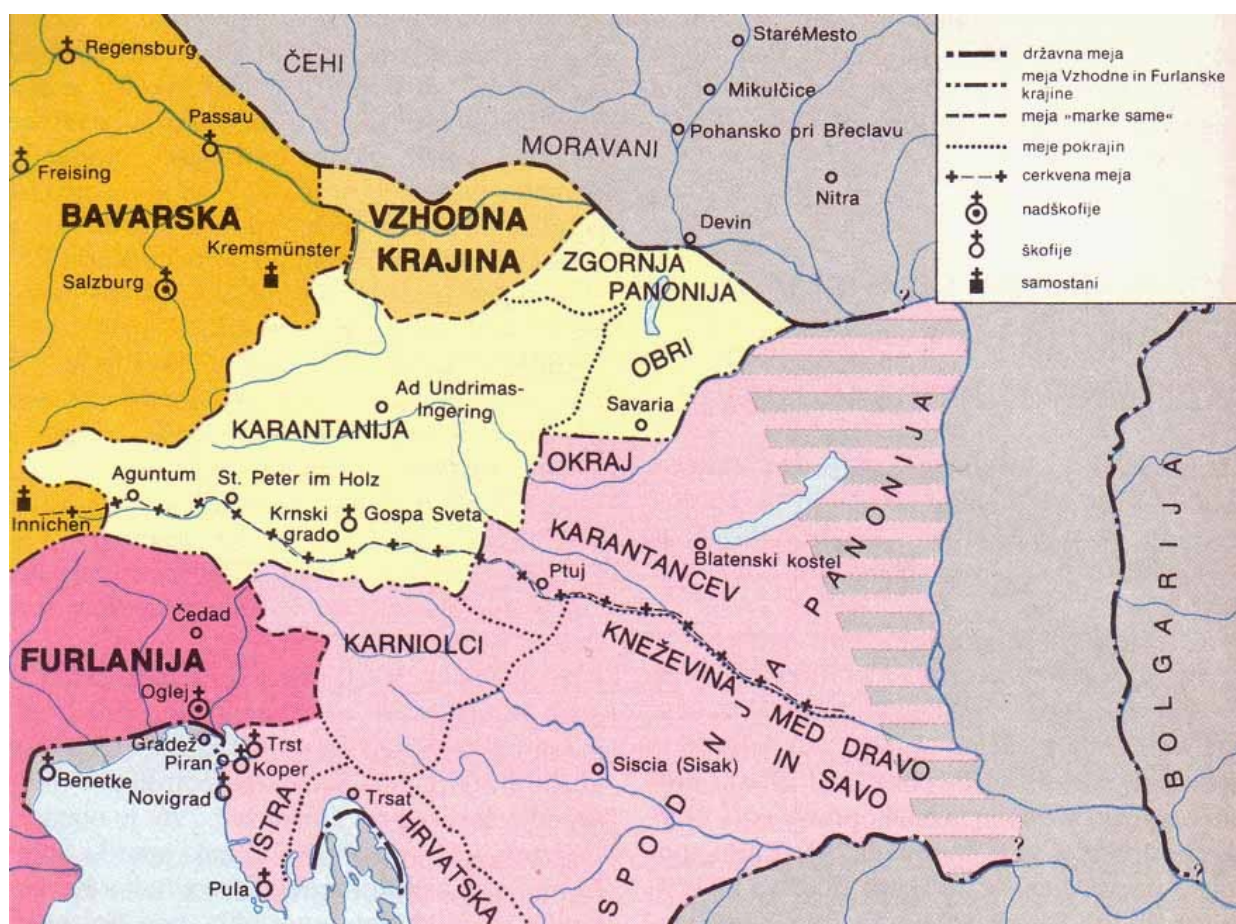 Regensburg
ČEHI
StaréMesto
Mikulčice
Passau
Pohansko pri Břeclavu
MORAVANI
Freising
Nitra
BAVARSKA
VZHODNA
KRAJINA
Devin
Kremsmünster
ZGORNJA
PANONIJA
Salzburg
?
OBRI
Ad Undrimas-
Ingering
Savaria
KARANTANIJA
OKRAJ
Aguntum
St. Peter im Holz
Krnski
grad
Gospa Sveta
Innichen
KARANTANCEV
Blatenski kostel
Ptuj
SPODNJA PANONIJA
BOLGARIJA
Čedad
KARNIOLCI
KNEŽEVINA
FURLANIJA
Oglej
MED DRAVO
IN SAVO
Gradež
Trst
Piran
Koper
Siscia (Sisak)
Benetke
Novigrad
Trsat
ISTRA
HRVATSKA
Pula
?
?
državna meja
meja Vzhodne in Furlanske
krajine
meja »marke same«
meje pokrajin
cerkvena meja
nadškofije
škofije
samostani